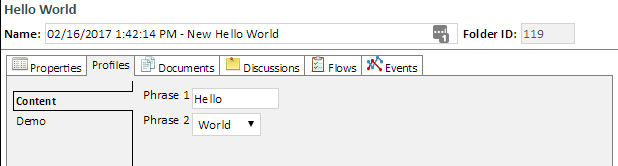 Hello World
Name: 02/16/2017 1:42:14 PM - New Hello World 1 Folder ID: 119
Properties Profiles Documents Discussions Flows Events
Content Phrase 1 Hello
Demo Phrase 2 World